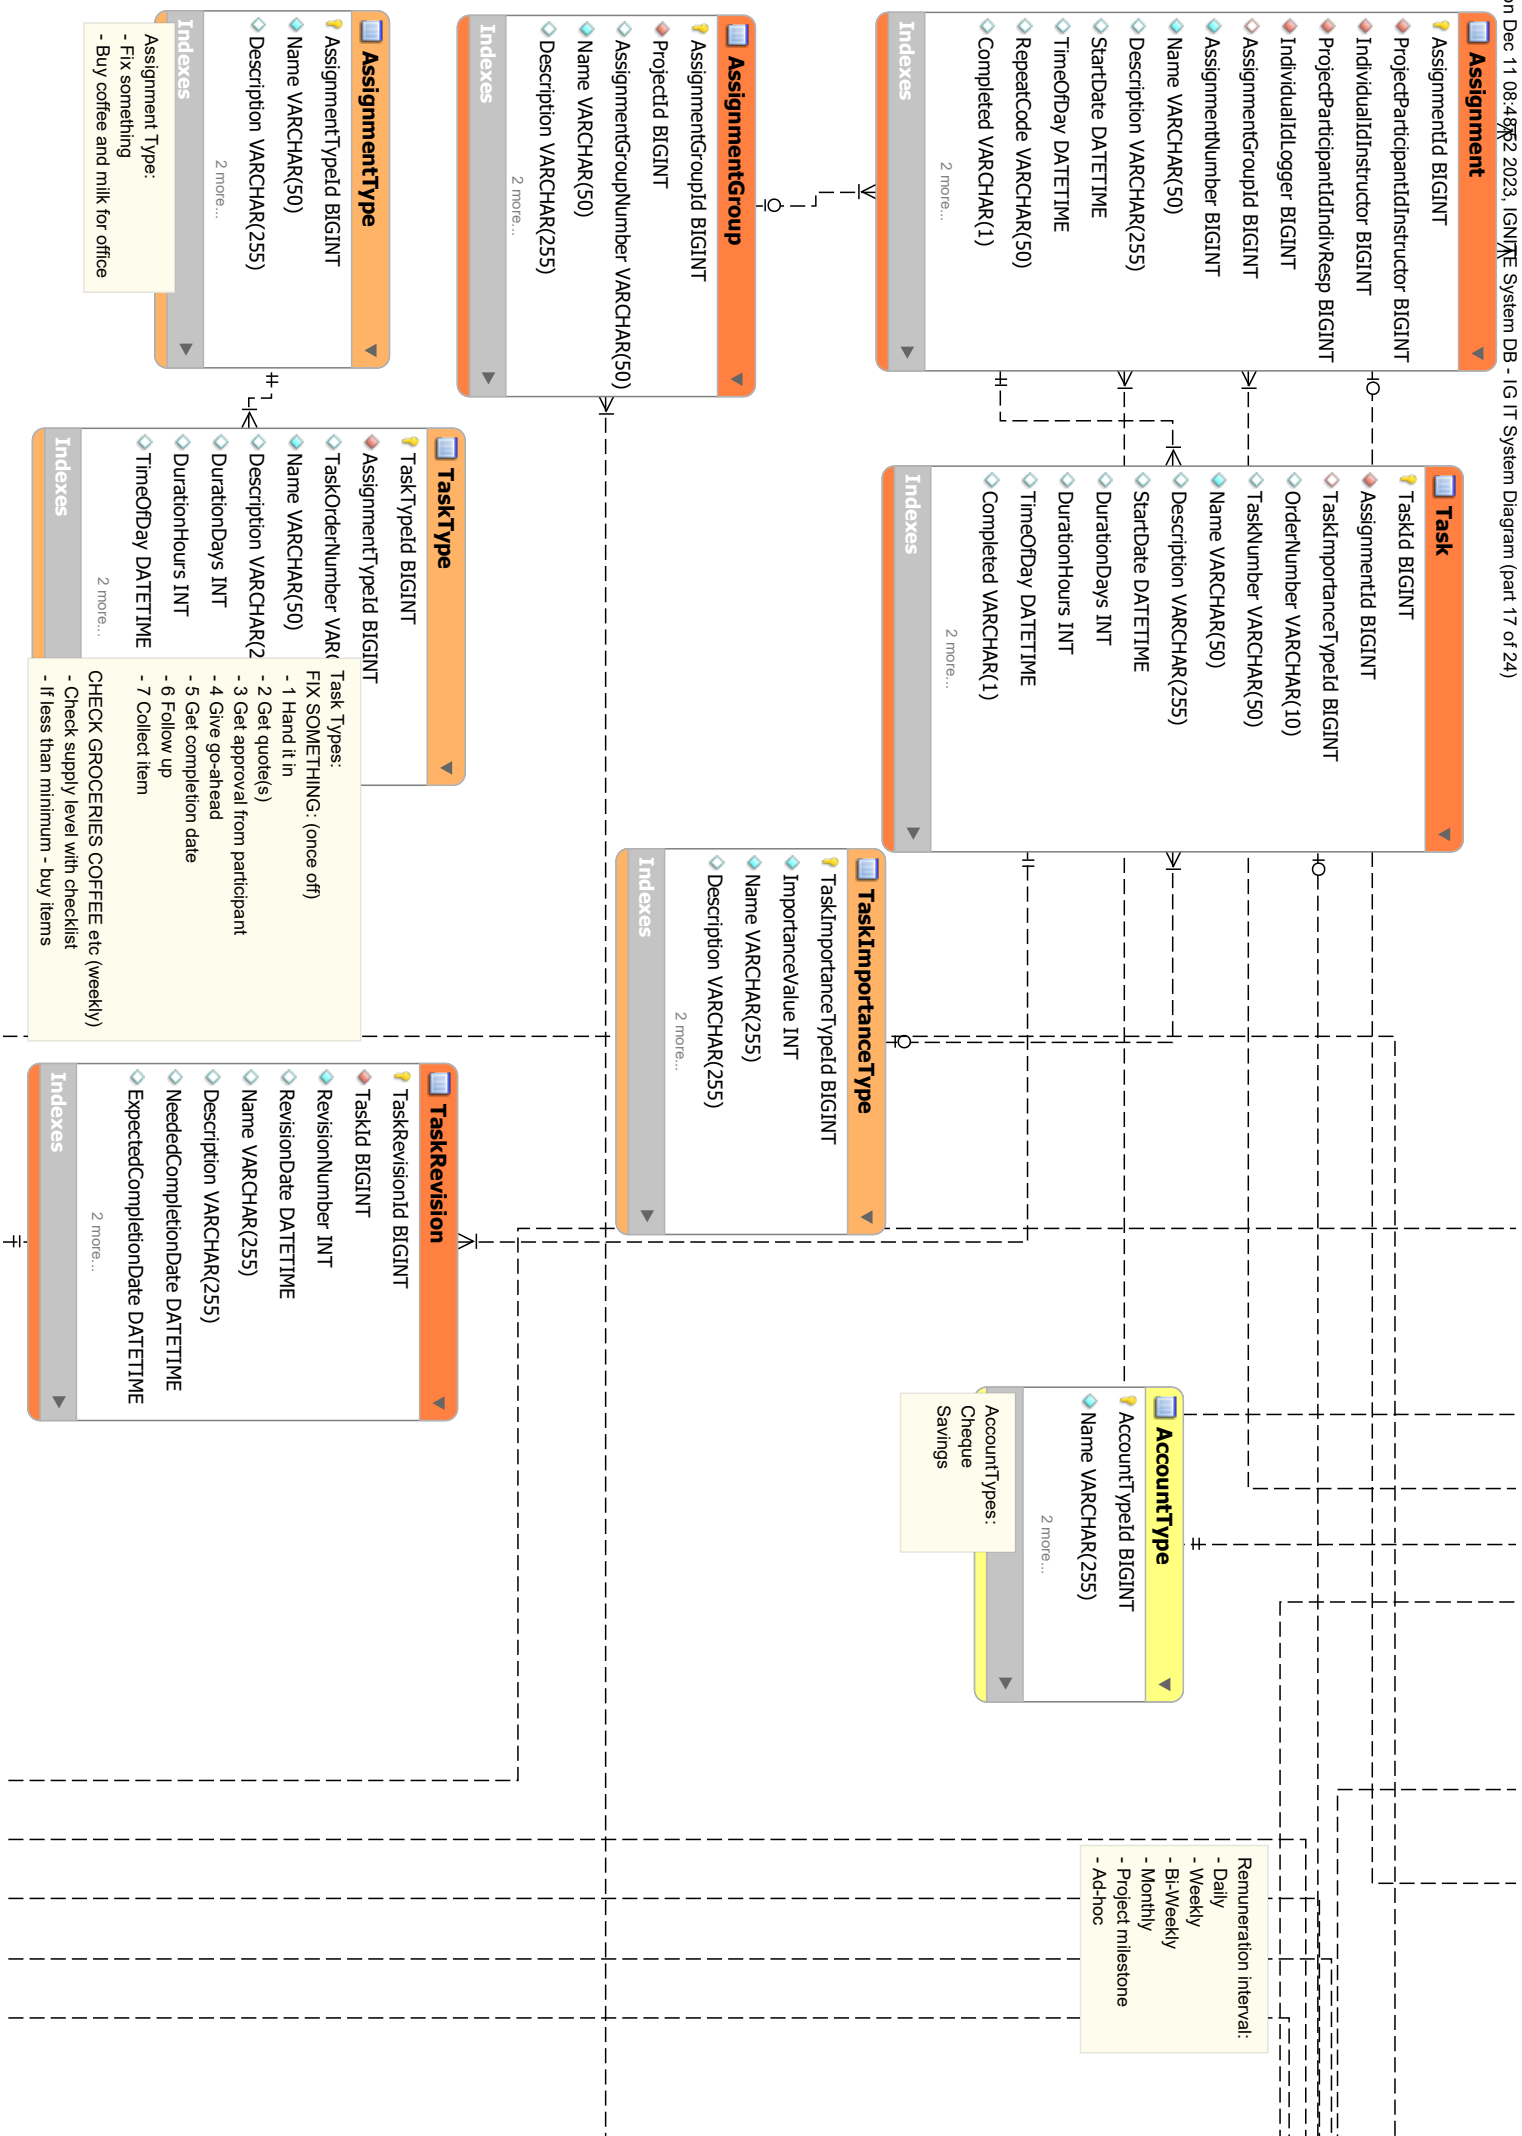 on Dec 11 08:48:52 2023, IGNITE System DB - IG IT System Diagram (part 17 of 24)
Assignment
AssignmentId BIGINT
ProjectParticipantIdInstructor BIGINT
IndividualIdInstructor BIGINT
ProjectParticipantIdIndivResp BIGINT
IndividualIdLogger BIGINT
AssignmentGroupId BIGINT
AssignmentNumber BIGINT
Name VARCHAR(50)
Description VARCHAR(255)
StartDate DATETIME
TimeOfDay DATETIME
RepeatCode VARCHAR(50)
Completed VARCHAR(1)
2 more...
Indexes
Task
TaskId BIGINT
AssignmentId BIGINT
TaskImportanceTypeId BIGINT
OrderNumber VARCHAR(10)
TaskNumber VARCHAR(50)
Name VARCHAR(50)
Description VARCHAR(255)
StartDate DATETIME
DurationDays INT
DurationHours INT
TimeOfDay DATETIME
Completed VARCHAR(1)
2 more...
Indexes
AccountType
AccountTypeId BIGINT
Name VARCHAR(255)
2 more...
AccountTypes:
Cheque
Savings
Remuneration interval:
- Daily
- Weekly
- Bi-Weekly
- Monthly
- Project milestone
- Ad-hoc
AssignmentGroup
AssignmentGroupId BIGINT
ProjectId BIGINT
AssignmentGroupNumber VARCHAR(50)
Name VARCHAR(50)
Description VARCHAR(255)
2 more...
Indexes
TaskImportanceType
TaskImportanceTypeId BIGINT
ImportanceValue INT
Name VARCHAR(255)
Description VARCHAR(255)
2 more...
Indexes
AssignmentType
AssignmentTypeId BIGINT
Name VARCHAR(50)
Description VARCHAR(255)
2 more...
Indexes
Assignment Type:
- Fix something
- Buy coffee and milk for office
TaskType
TaskTypeId BIGINT
AssignmentTypeId BIGINT
TaskOrderNumber VAR(
Name VARCHAR(50)
Description VARCHAR(2
DurationDays INT
DurationHours INT
TimeOfDay DATETIME
2 more...
Indexes
Task Types:
FIX SOMETHING: (once off)
- 1 Hand it in
- 2 Get quote(s)
- 3 Get approval from participant
- 4 Give go-ahead
- 5 Get completion date
- 6 Follow up
- 7 Collect item
CHECK GROCERIES COFFEE etc (weekly)
- Check supply level with checklist
- If less than minimum - buy items
TaskRevision
TaskRevisionId BIGINT
TaskId BIGINT
RevisionNumber INT
RevisionDate DATETIME
Name VARCHAR(255)
Description VARCHAR(255)
NeededCompletionDate DATETIME
ExpectedCompletionDate DATETIME
2 more...
Indexes